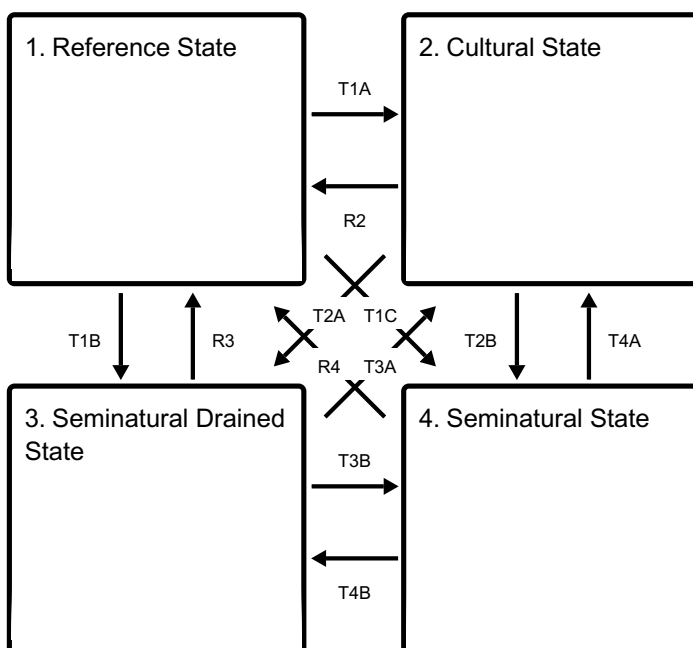 1. Reference State
2. Cultural State
T1A
R2
T2A
T1C
T1B
R3
T2B
T4A
R4
T3A
3. Seminatural Drained
State
4. Seminatural State
T3B
T4B